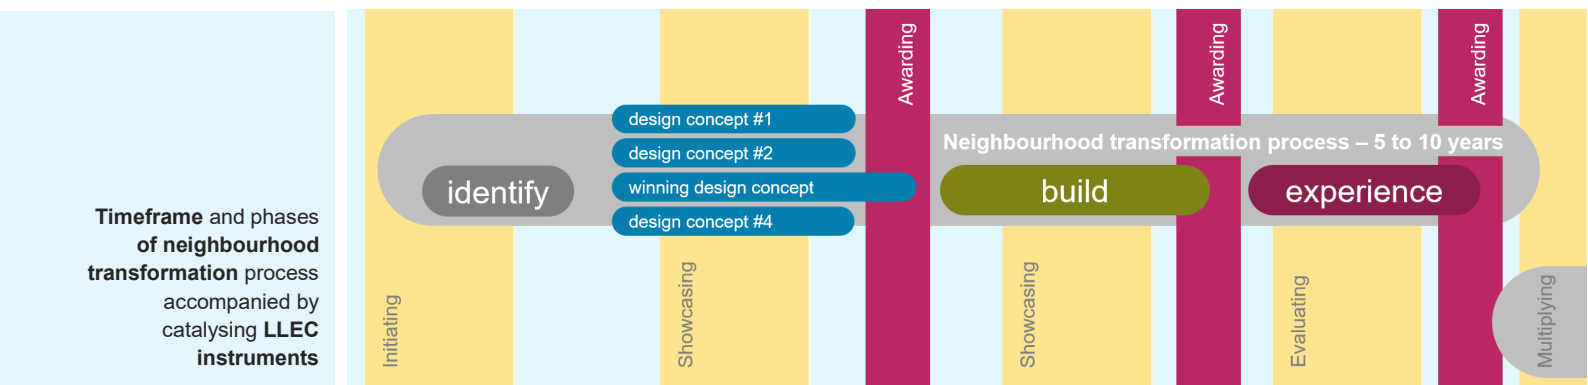 Timeframe and phases
of neighbourhood
transformation process
accompanied by
catalysing LLEC
instruments
Initiating
identify
design concept #1
design concept #2
winning design concept
design concept #4
Showcasing
Awarding
Neighbourhood transformation process – 5 to 10 years
build
Showcasing
Awarding
experience
Evaluating
Awarding
Multiplying